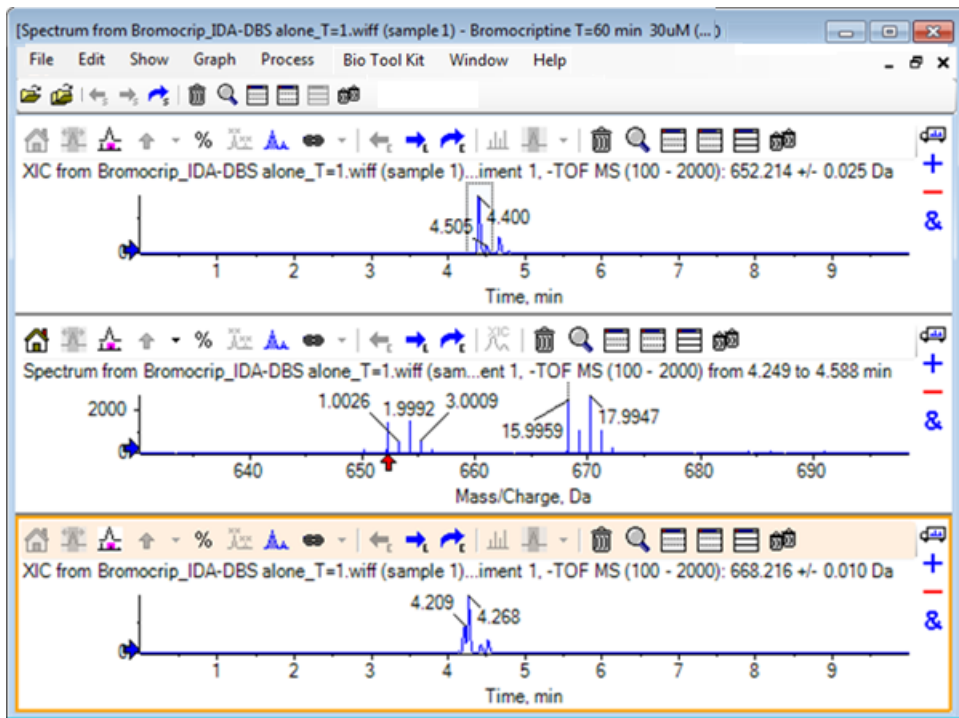 [Spectrum from Bromocrip_IDA-DBS alone_T=1.wiff (sample 1) - Bromocriptine T=60 min 30uM (... )
File Edit Show Graph Process Bio Tool Kit Window Help
%
XIC from Bromocrip_IDA-DBS alone_T=1.wiff (sample 1)...iment 1, -TOF MS (100 - 2000): 652.214 +/- 0.025 Da
&
4.505 4.400
0
1 2 3 4 5 6 7 8 9
Time, min
% XIC
Spectrum from Bromocrip_IDA-DBS alone_T=1.wiff (sam...ent 1, -TOF MS (100 - 2000) from 4.249 to 4.588 min
2000 1.0026 1.9992 3.0009 15.9959 17.9947
&
0
640 650 660 670 680 690
Mass/Charge, Da
%
XIC from Bromocrip_IDA-DBS alone_T=1.wiff (sample 1)...iment 1, -TOF MS (100 - 2000): 668.216 +/- 0.010 Da
4.209 4.268
&
0
1 2 3 4 5 6 7 8 9
Time, min